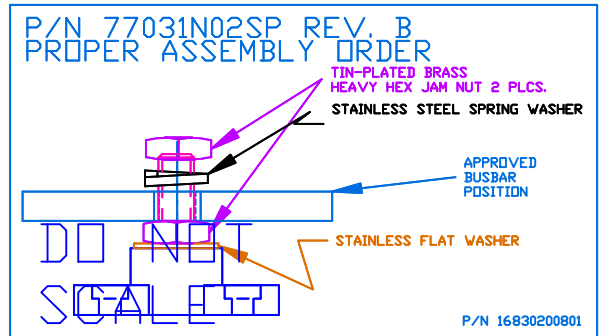 P/N 77031N02SP REV. B
PROPER ASSEMBLY ORDER
TIN-PLATED BRASS
HEAVY HEX JAM NUT 2 PLCS.
STAINLESS STEEL SPRING WASHER
APPROVED
BUSBAR
POSITION
DO NOT
STAINLESS FLAT WASHER
SCALE
P/N 16830200801